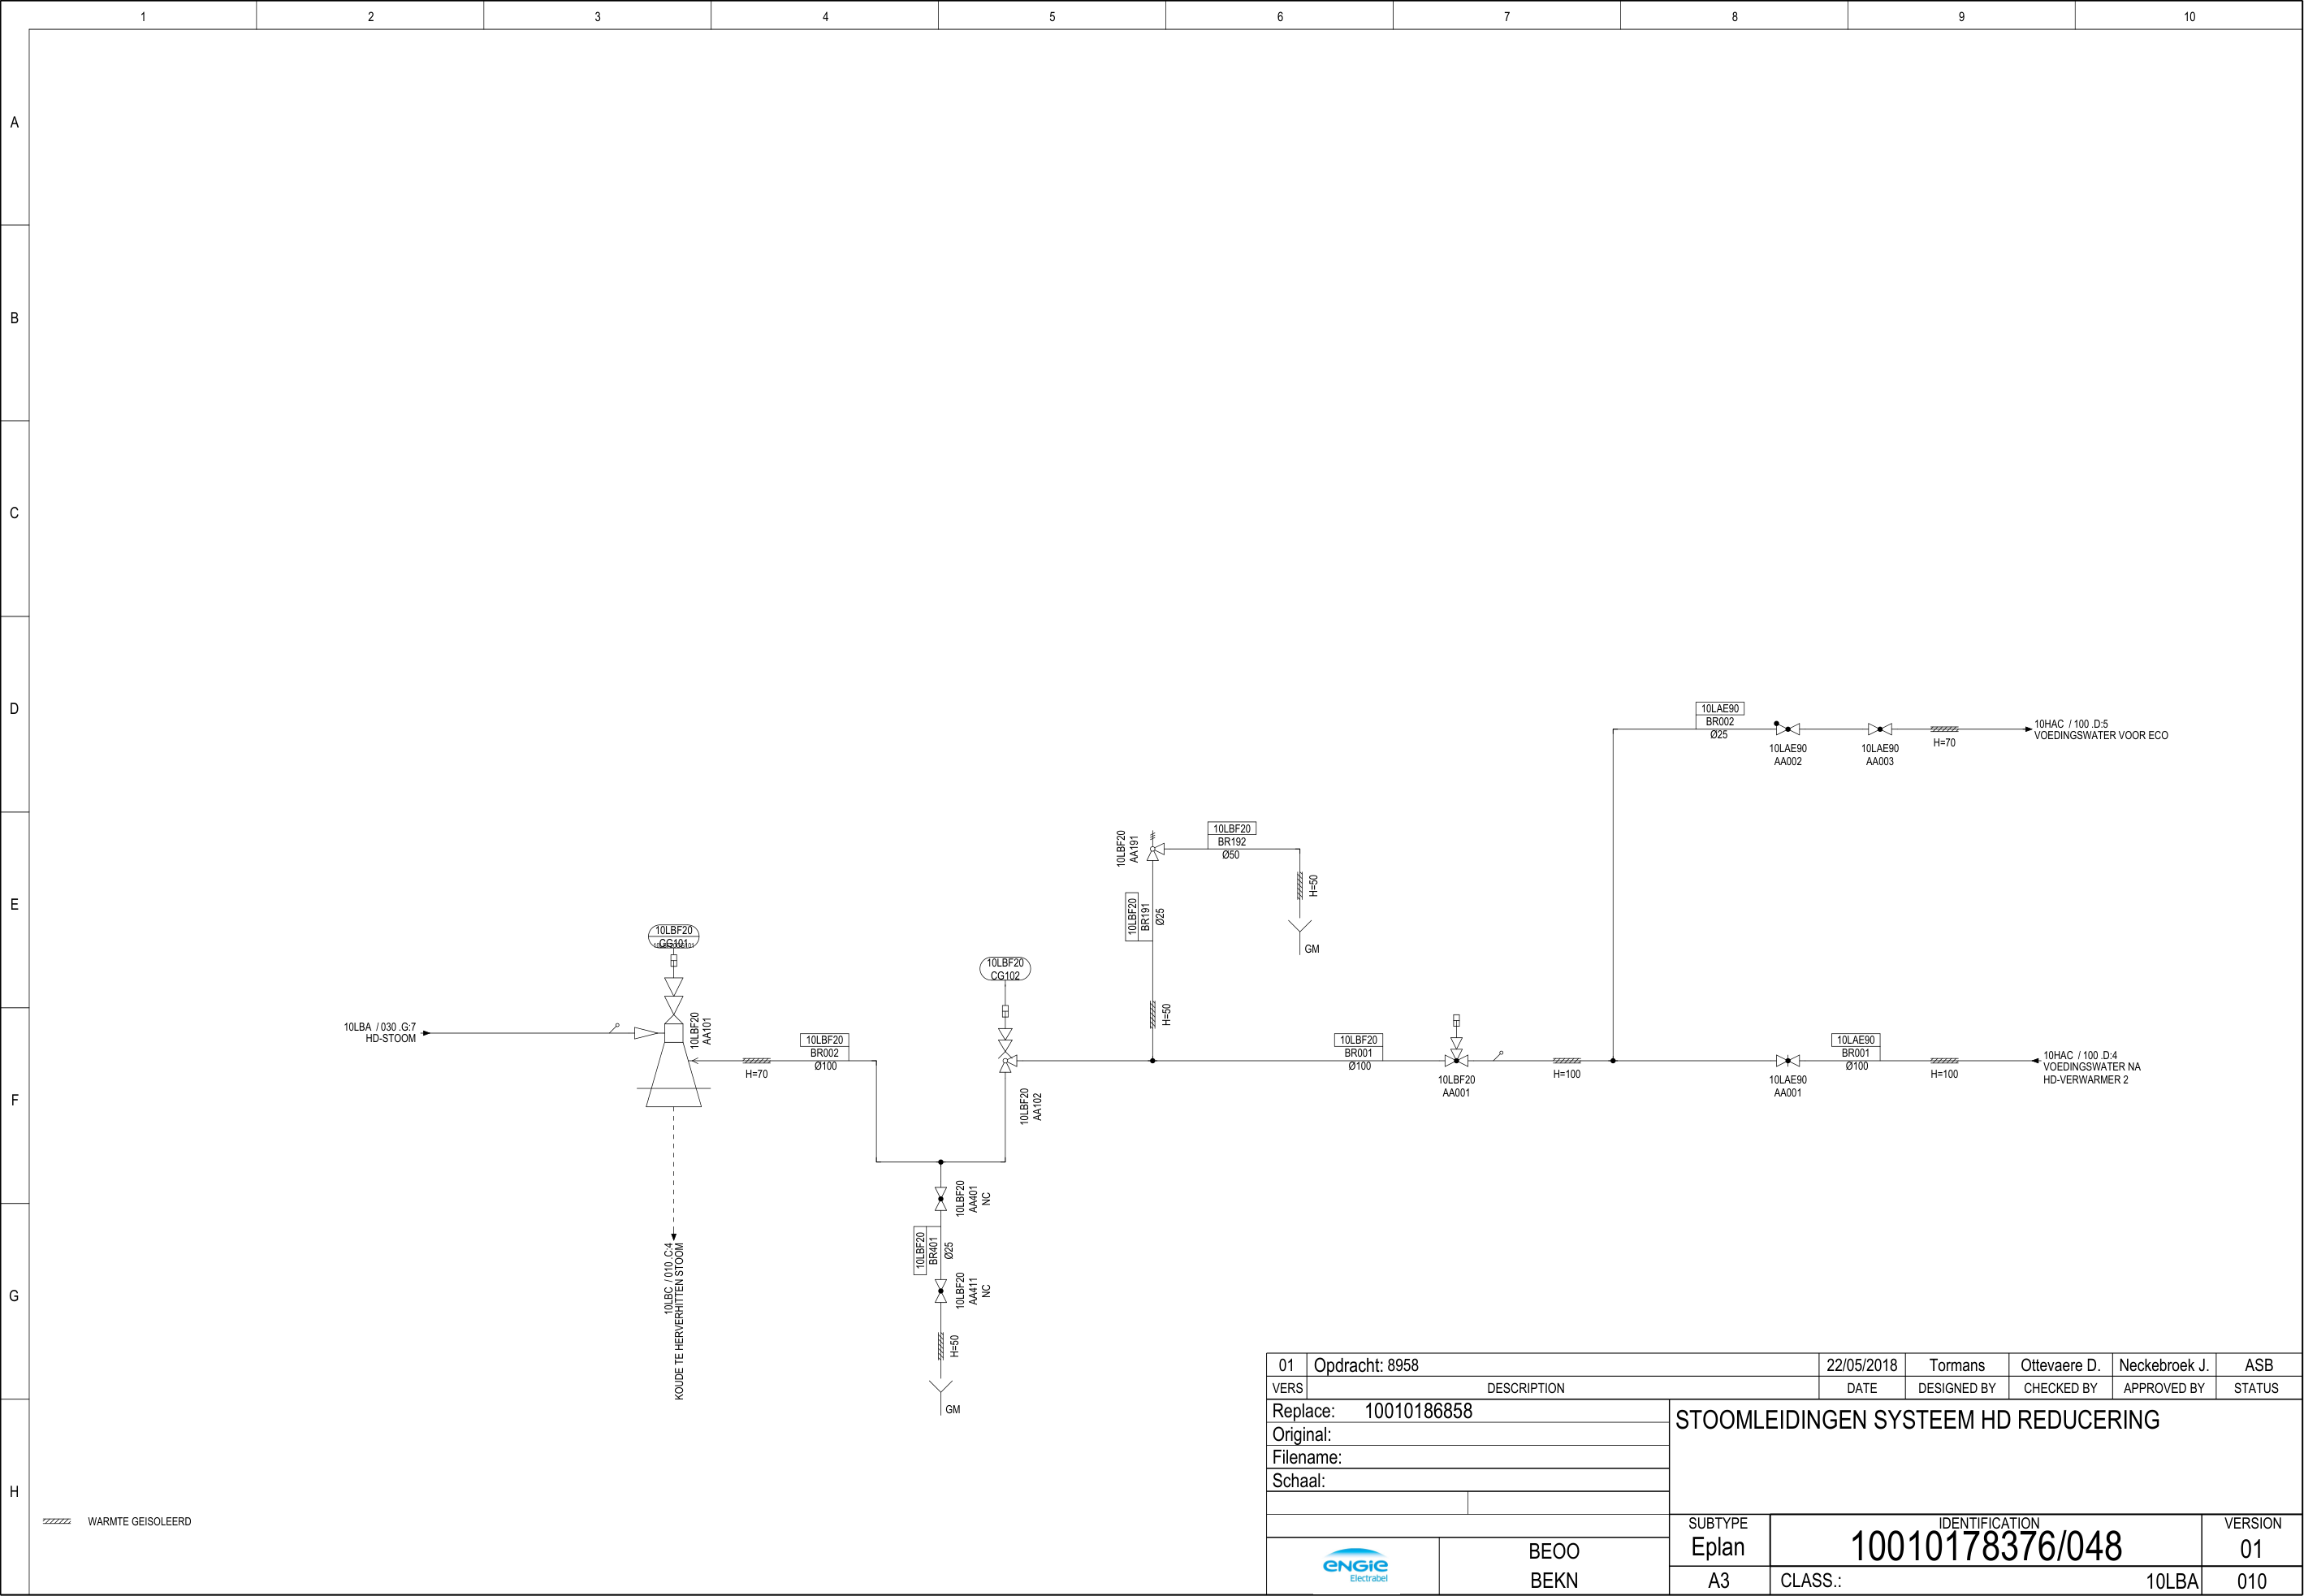 1 2 3 4 5 6 7 8 9 10
A
B
C
D
E
F
G
H
10LAE90
BR002
Ø25
10LAE90
AA002
10LAE90
AA003
H=70
10HAC / 100 .D:5
VOEDINGSWATER VOOR ECO
10LBF20
AA191
10LBF20
BR192
Ø50
H=50
GM
10LBF20
BR191
Ø25
H=50
10LBF20
CG101
10LBF20
CG102
10LBA / 030 .G:7
HD-STOOM
10LBF20
AA101
H=70
10LBF20
BR002
Ø100
10LBF20
AA102
10LBF20
BR001
Ø100
10LBF20
AA001
H=100
10LAE90
AA001
10LAE90
BR001
Ø100
H=100
10HAC / 100 .D:4
VOEDINGSWATER NA
HD-VERWARMER 2
10LBF20
AA401
NC
10LBF20
BR401
Ø25
10LBF20
AA411
NC
H=50
GM
10LBC / 010 .C:4
KOUDE TE HERVERHITTEN STOOM
WARMTE GEISOLEERD
01 Opdracht: 8958 22/05/2018 Tormans Ottevaere D. Neckebroek J. ASB
VERS DESCRIPTION DATE DESIGNED BY CHECKED BY APPROVED BY STATUS
Replace: 10010186858
Original:
Filename:
Schaal:
STOOMLEIDINGEN SYSTEEM HD REDUCERING
ENGIE
Electrabel
BEOO
BEKN
SUBTYPE
Eplan
A3
IDENTIFICATION
10010178376/048
CLASS.: 10LBA
VERSION
01
010